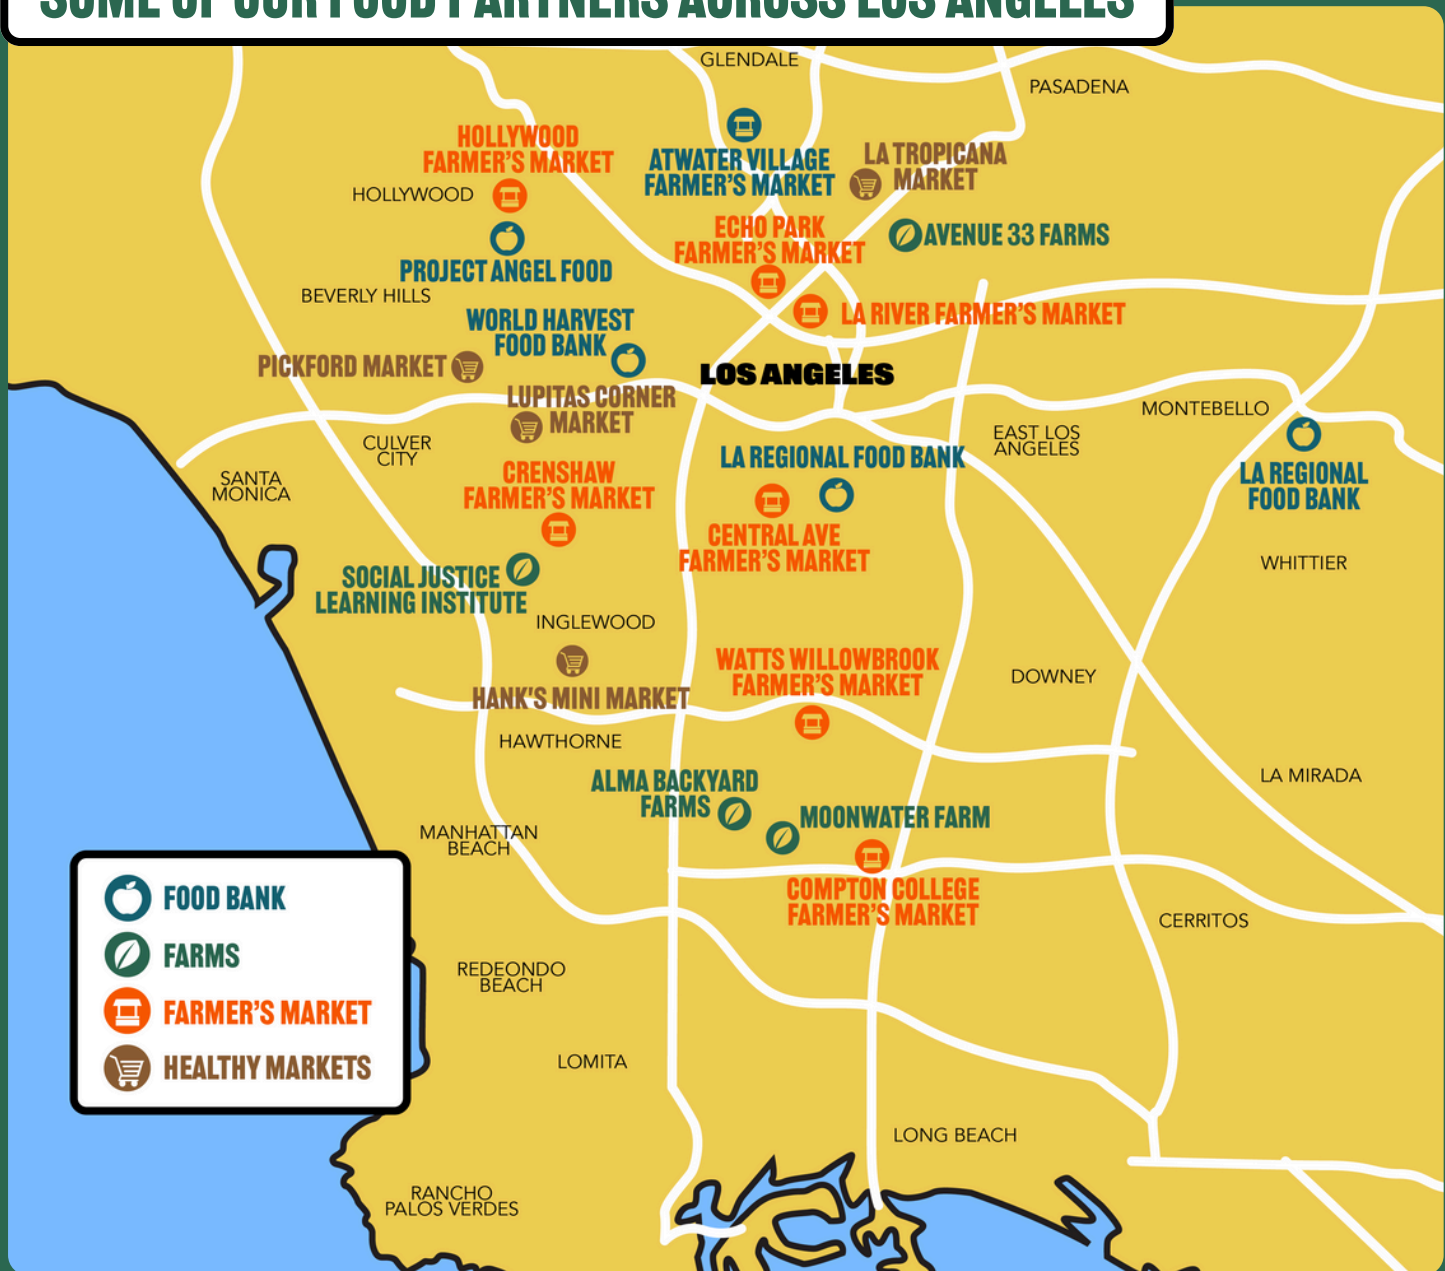 SOME OF OUR FOOD PARTNERS ACROSS LOS ANGELES
GLENDALE
PASADENA
HOLLYWOOD
FARMER'S MARKET
ATWATER VILLAGE
FARMER'S MARKET
LA TROPICANA
MARKET
HOLLYWOOD
ECHO PARK
FARMER'S MARKET
AVENUE 33 FARMS
PROJECT ANGEL FOOD
BEVERLY HILLS
WORLD HARVEST
FOOD BANK
LA RIVER FARMER'S MARKET
PICKFORD MARKET
LOS ANGELES
LUPITAS CORNER
MARKET
MONTEBELLO
CULVER
CITY
EAST LOS
ANGELES
LA REGIONAL FOOD BANK
LA REGIONAL
FOOD BANK
SANTA
MONICA
CRENSHAW
FARMER'S MARKET
CENTRAL AVE
FARMER'S MARKET
WHITTIER
SOCIAL JUSTICE
LEARNING INSTITUTE
INGLEWOOD
WATTS WILLOWBROOK
FARMER'S MARKET
DOWNEY
HANK'S MINI MARKET
HAWTHORNE
LA MIRADA
ALMA BACKYARD
FARMS
MOONWATER FARM
MANHATTAN
BEACH
COMPTON COLLEGE
FARMER'S MARKET
CERRITOS
FOOD BANK
FARMS
FARMER'S MARKET
HEALTHY MARKETS
REDEONDO
BEACH
LOMITA
LONG BEACH
RANCHO
PALOS VERDES